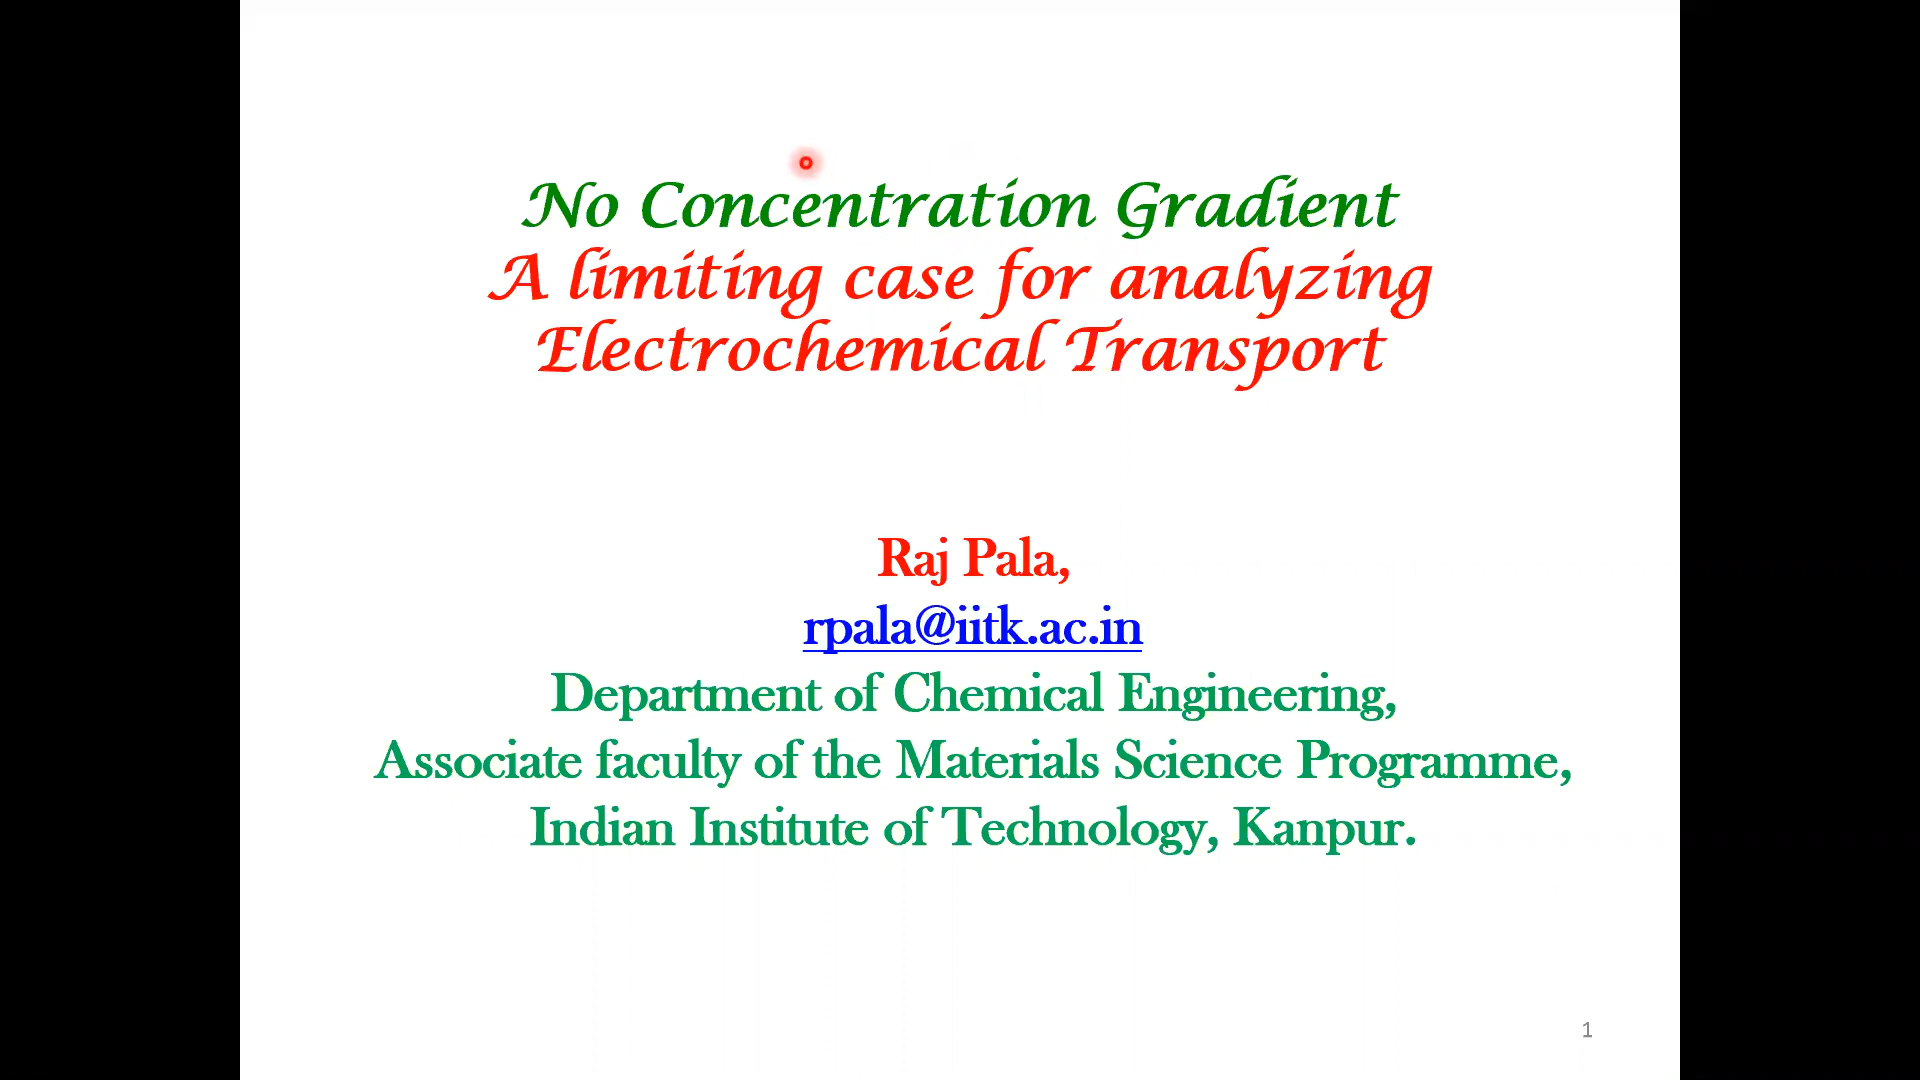 No Concentration Gradient
A limiting case for analyzing
Electrochemical Transport
Raj Pala,
rpala@iitk.ac.in
Department of Chemical Engineering,
Associate faculty of the Materials Science Programme,
Indian Institute of Technology, Kanpur.
1